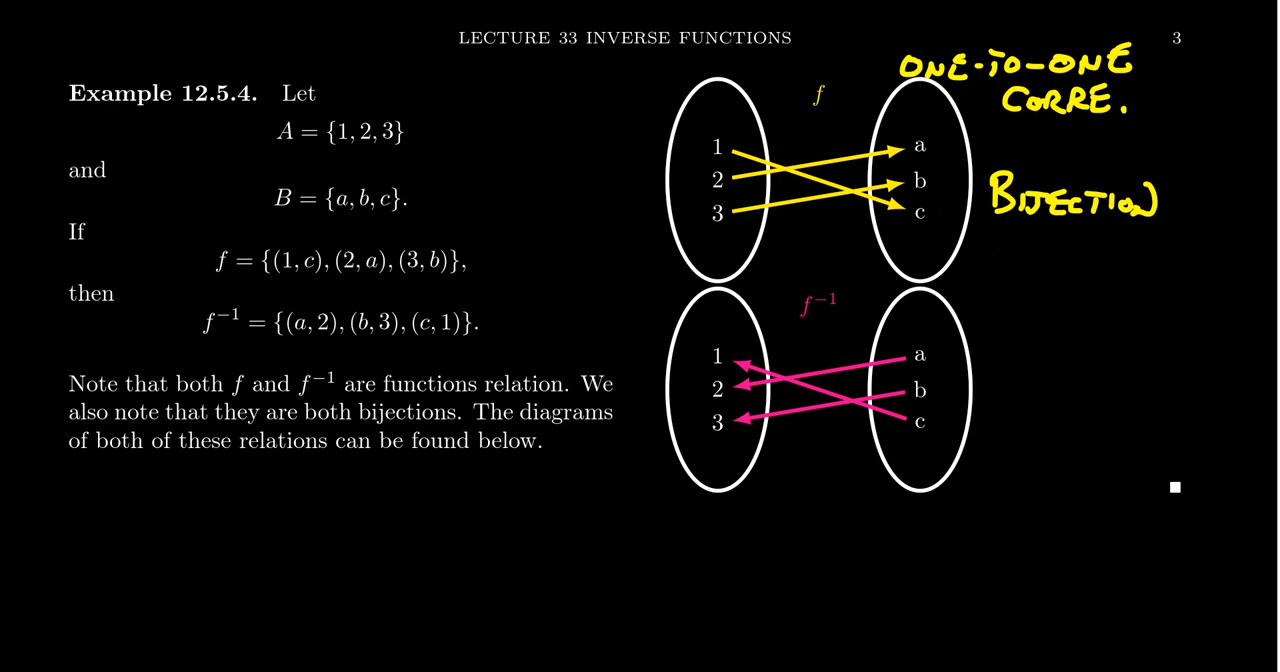 LECTURE 33 INVERSE FUNCTIONS
3
Example 12.5.4. Let
A = {1, 2, 3}
and
B = {a, b, c}.
If
f = {(1, c), (2, a), (3, b)},
then
f⁻¹ = {(a, 2), (b, 3), (c, 1)}.
Note that both f and f⁻¹ are functions relation. We
also note that they are both bijections. The diagrams
of both of these relations can be found below.
ONE-TO-ONE
CORRE.
f
1
2
3
a
b
c
BIJECTION
f⁻¹
1
2
3
a
b
c